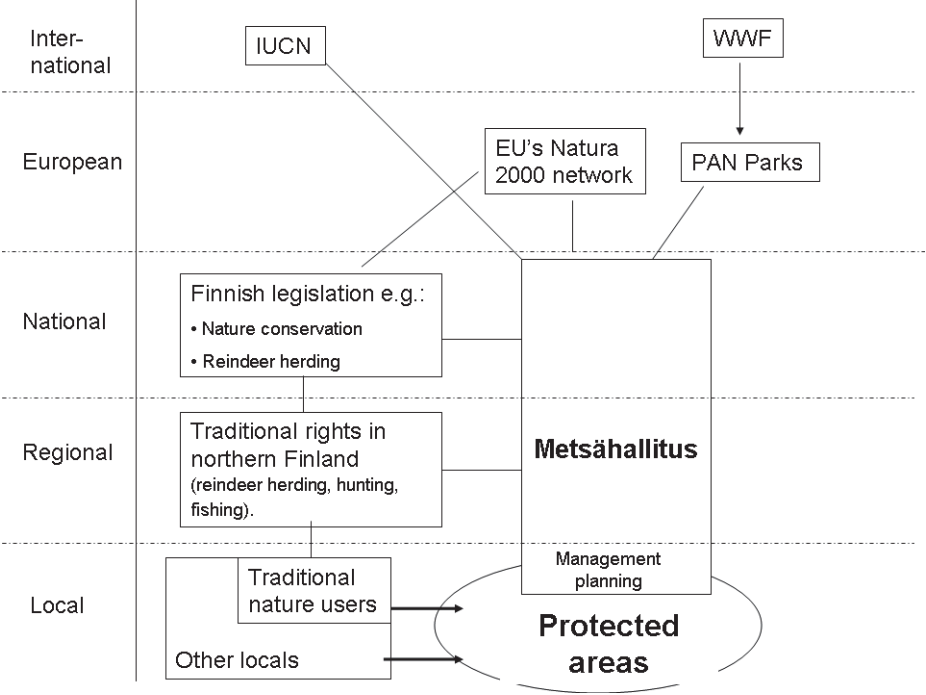 Inter-
national
IUCN
WWF
European
EU's Natura
2000 network
PAN Parks
National
Finnish legislation e.g.:
• Nature conservation
• Reindeer herding
Regional
Traditional rights in
northern Finland
(reindeer herding, hunting,
fishing).
Metsähallitus
Management
planning
Local
Traditional
nature users
Other locals
Protected
areas